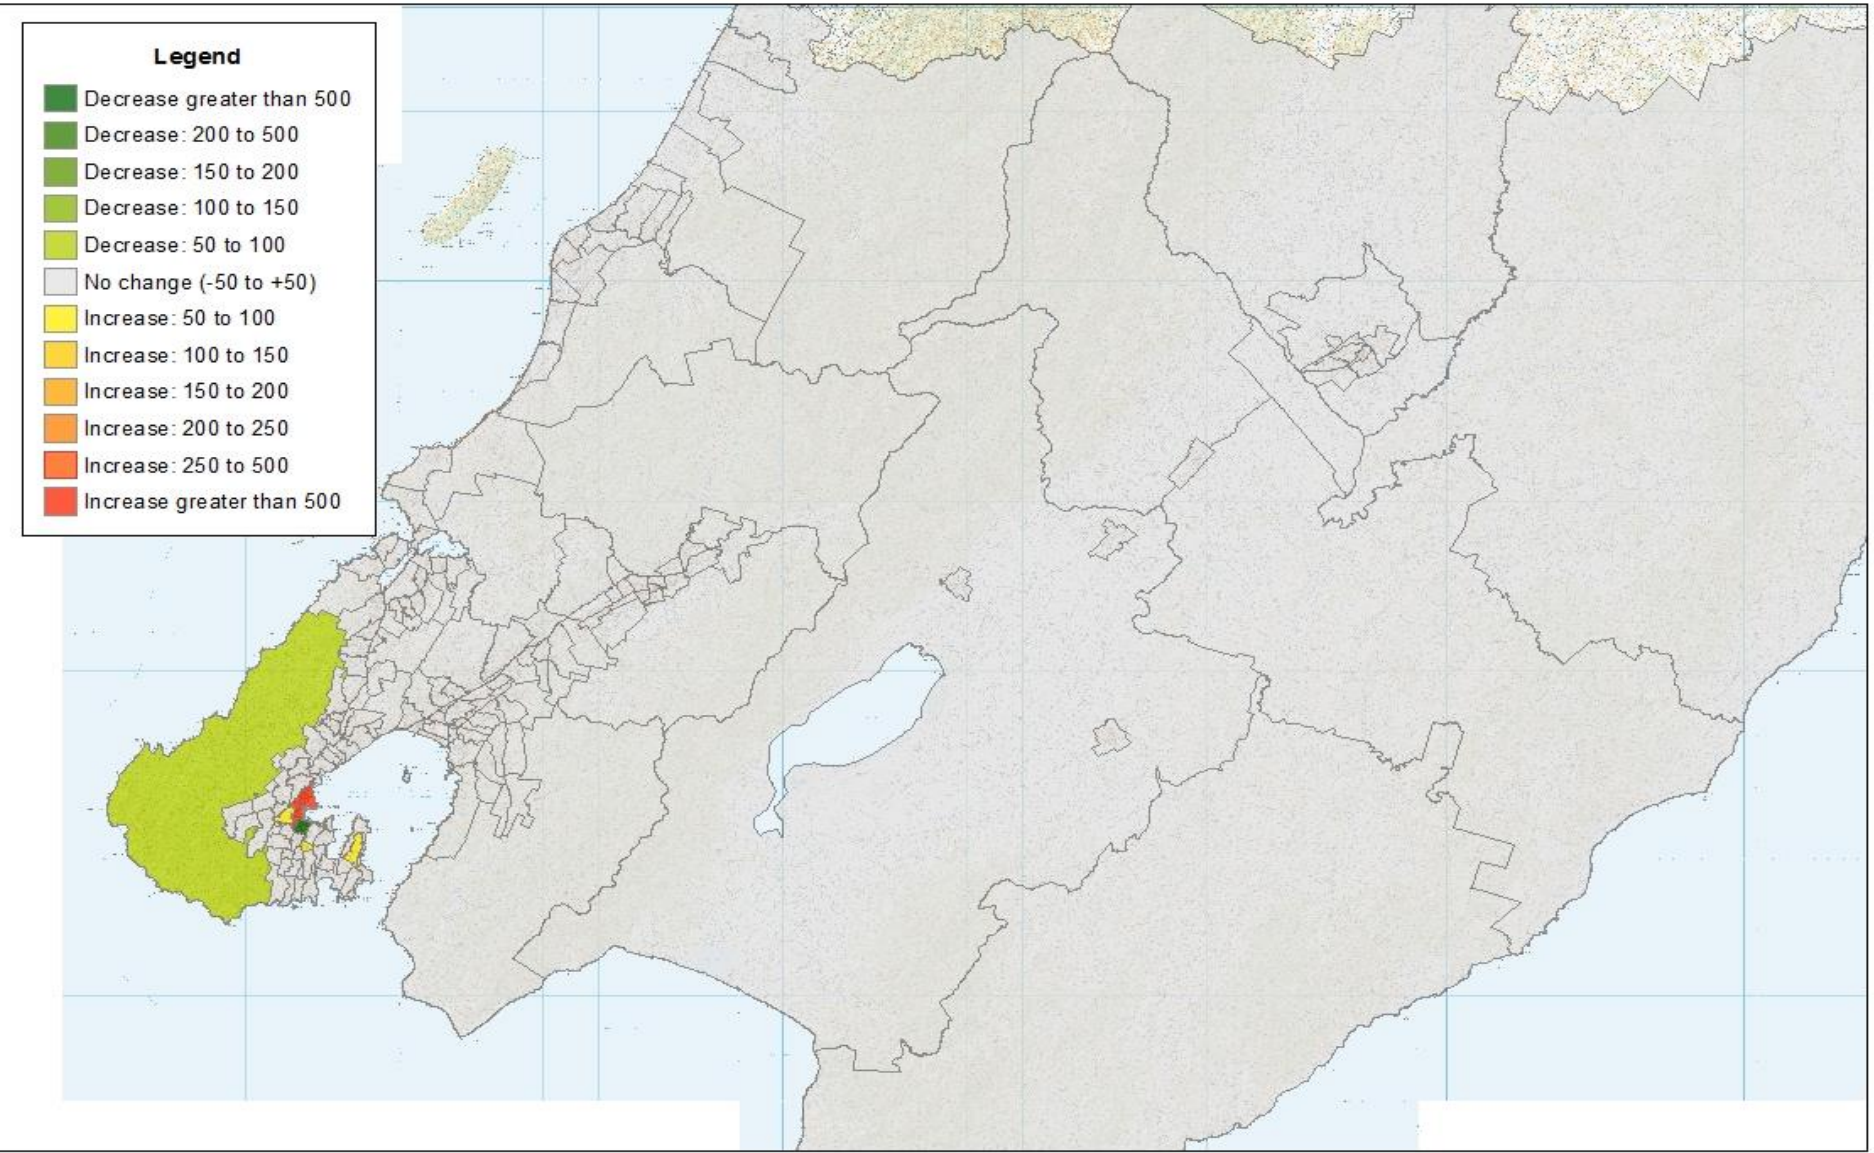 Legend
Decrease greater than 500
Decrease: 200 to 500
Decrease: 150 to 200
Decrease: 100 to 150
Decrease: 50 to 100
No change (-50 to +50)
Increase: 50 to 100
Increase: 100 to 150
Increase: 150 to 200
Increase: 200 to 250
Increase: 250 to 500
Increase greater than 500